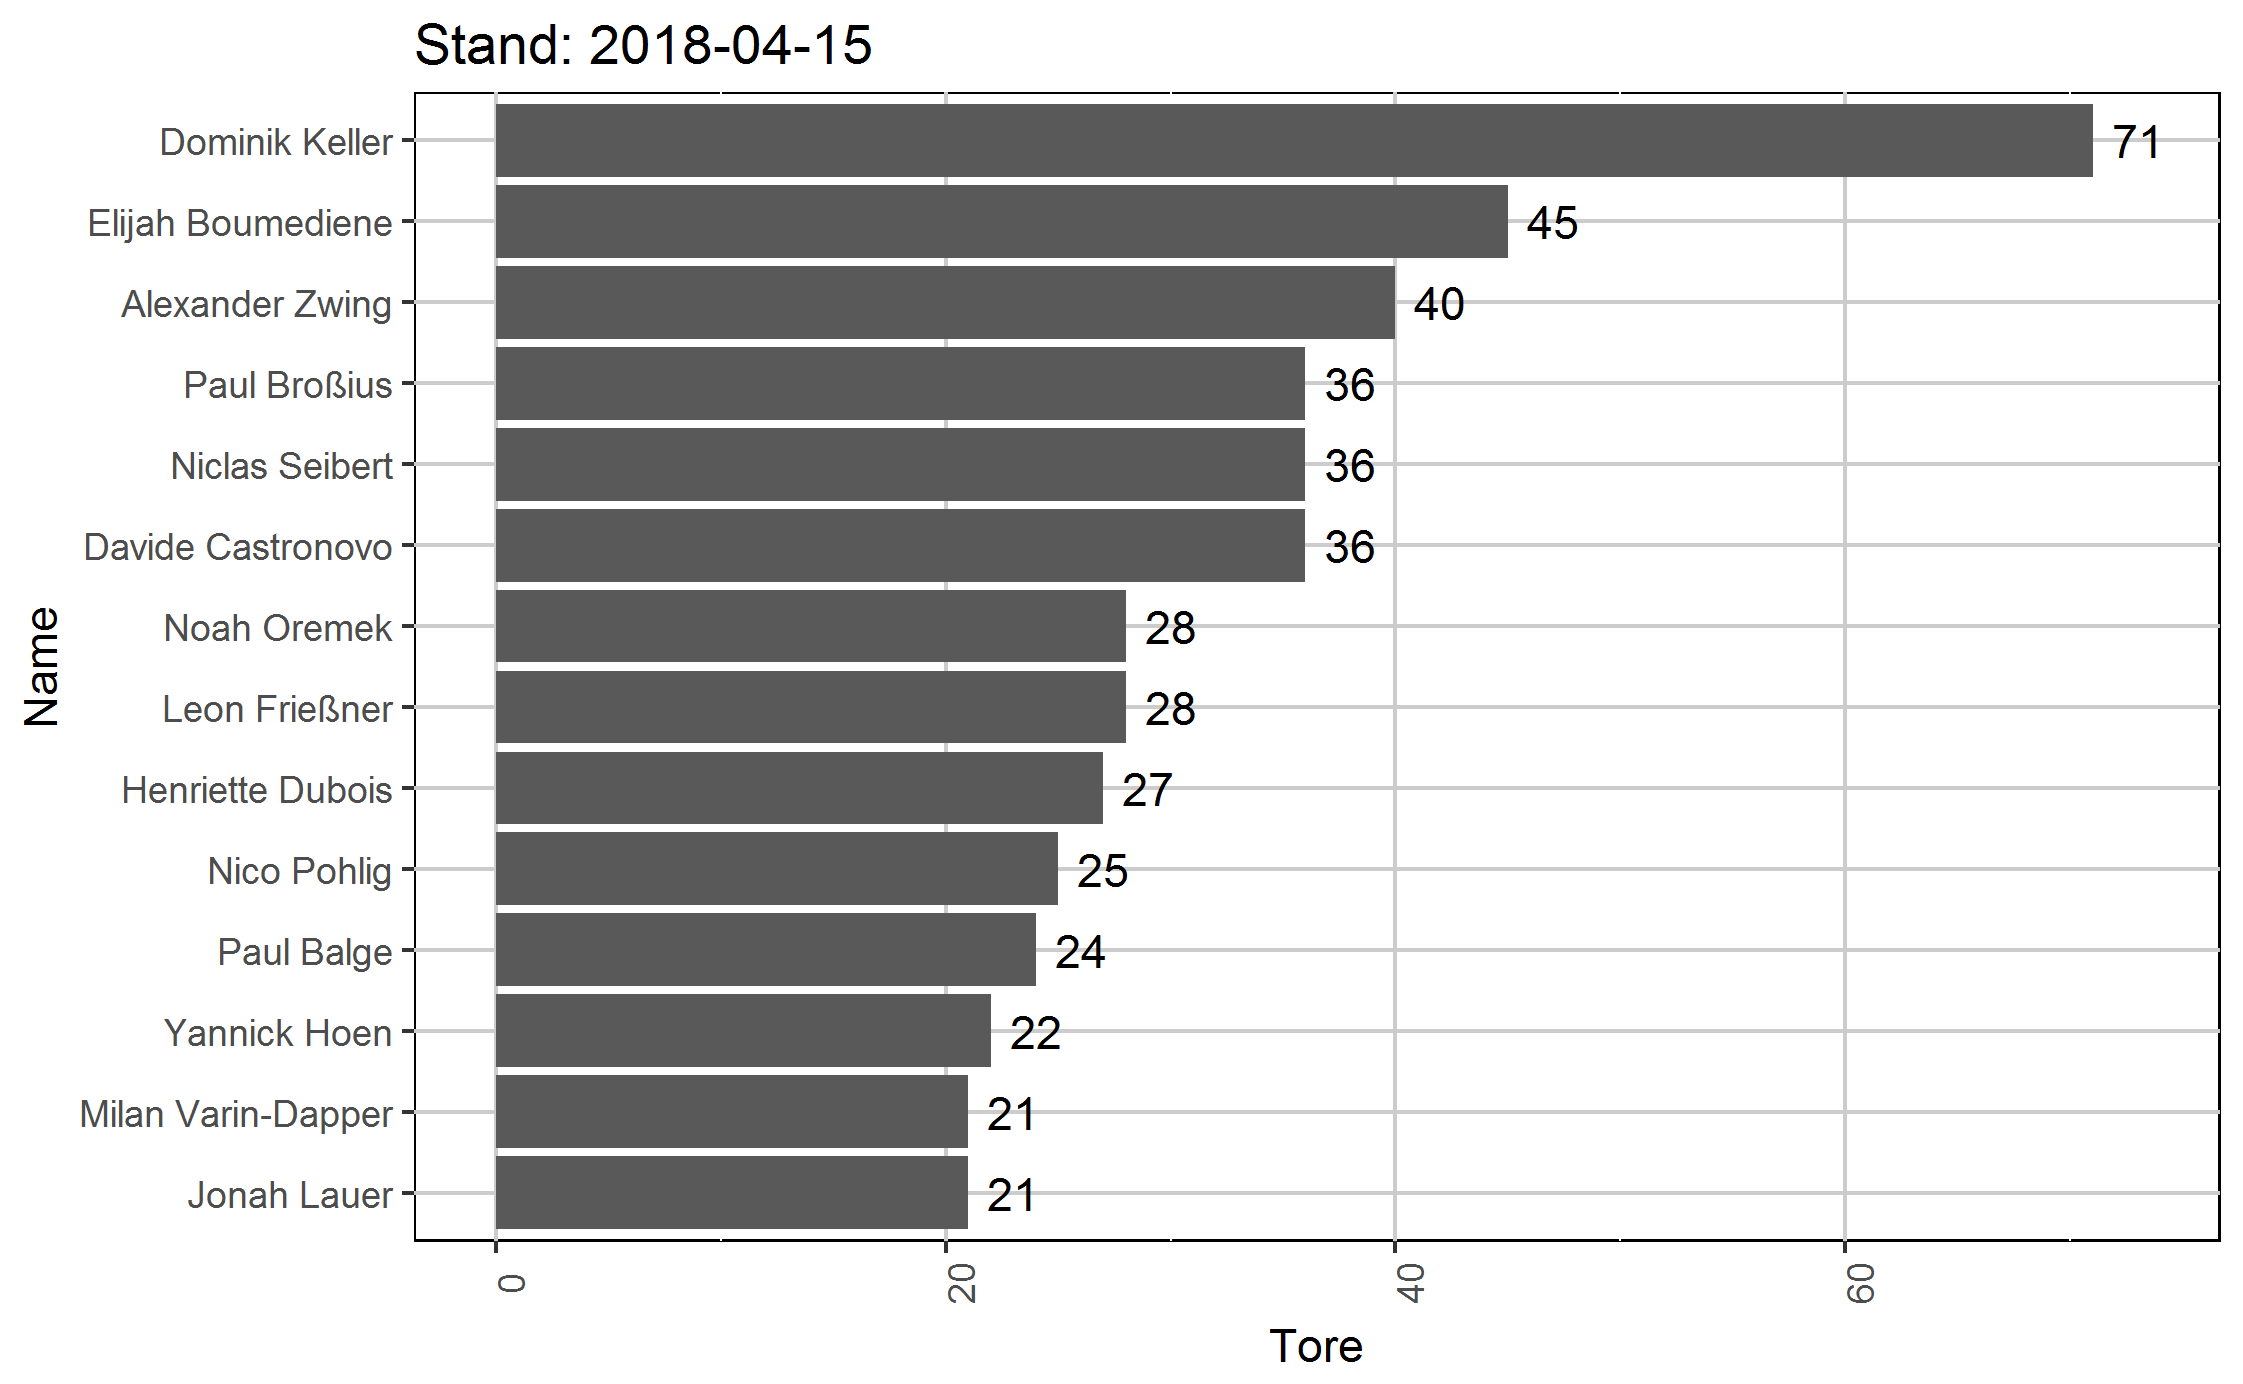 Stand: 2018-04-15
Name
Dominik Keller 71
Elijah Boumediene 45
Alexander Zwing 40
Paul Broßius 36
Niclas Seibert 36
Davide Castronovo 36
Noah Oremek 28
Leon Frießner 28
Henriette Dubois 27
Nico Pohlig 25
Paul Balge 24
Yannick Hoen 22
Milan Varin-Dapper 21
Jonah Lauer 21
0 20 40 60
Tore